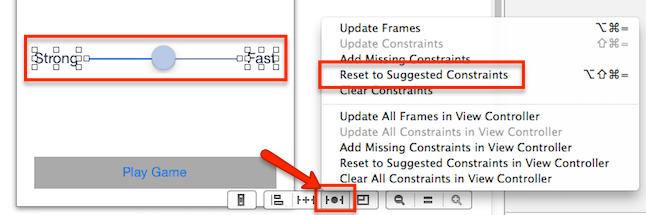 Strong
Fast
Play Game
Update Frames ⌥⌘=
Update Constraints ⇧⌘=
Add Missing Constraints
Reset to Suggested Constraints ⌥⇧⌘=
Clear Constraints
Update All Frames in View Controller
Update All Constraints in View Controller
Add Missing Constraints in View Controller
Reset to Suggested Constraints in View Controller
Clear All Constraints in View Controller